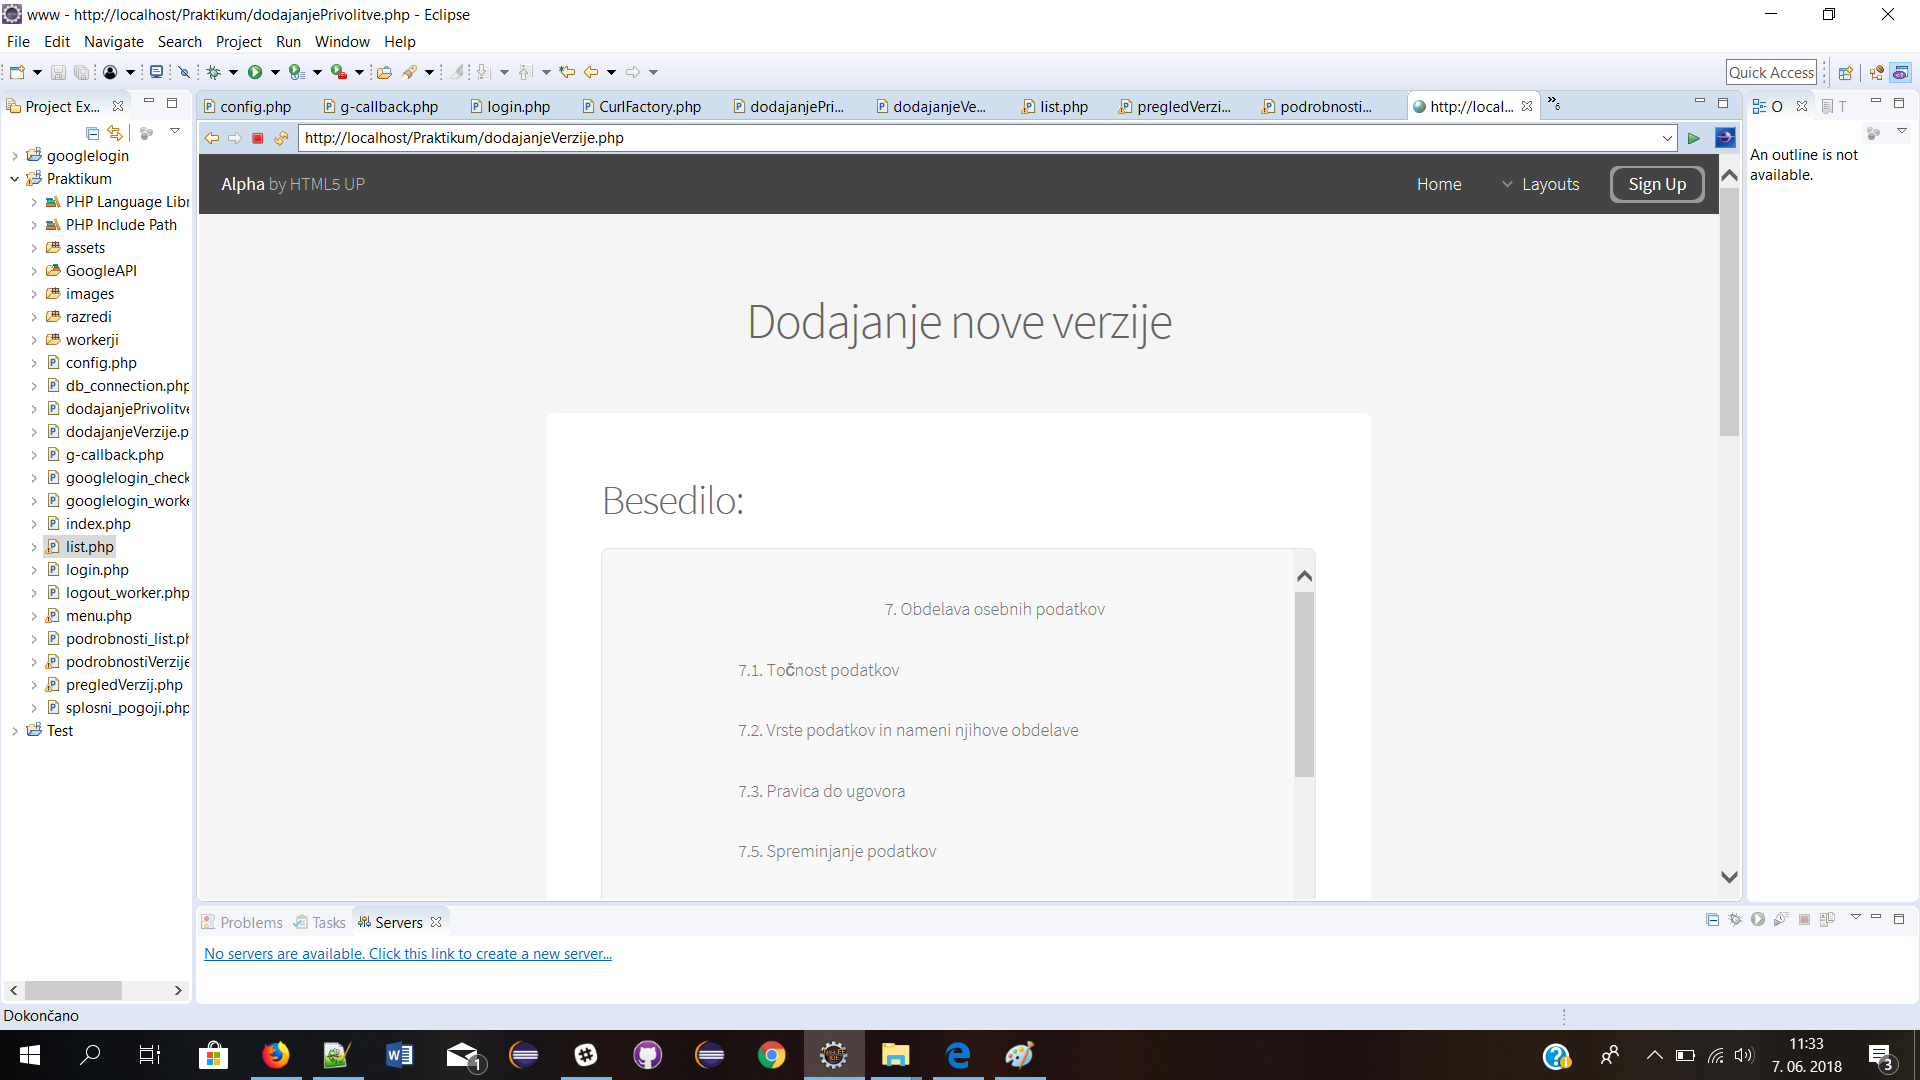 www - http://localhost/Praktikum/dodajanjePrivolitve.php - Eclipse
File Edit Navigate Search Project Run Window Help
Quick Access
Project Ex...
config.php g-callback.php login.php CurlFactory.php dodajanjePri... dodajanjeVe... list.php pregledVerzi... podrobnosti... http://local... »6
O T
http://localhost/Praktikum/dodajanjeVerzije.php
An outline is not
available.
googlelogin
Praktikum
PHP Language Libr
PHP Include Path
assets
GoogleAPI
images
razredi
workerji
config.php
db_connection.php
dodajanjePrivolitve
dodajanjeVerzije.p
g-callback.php
googlelogin_check
googlelogin_worke
index.php
list.php
login.php
logout_worker.php
menu.php
podrobnosti_list.ph
podrobnostiVerzije
pregledVerzij.php
splosni_pogoji.php
Test
Alpha by HTML5 UP
Home Layouts Sign Up
Dodajanje nove verzije
Besedilo:
7. Obdelava osebnih podatkov
7.1. Točnost podatkov
7.2. Vrste podatkov in nameni njihove obdelave
7.3. Pravica do ugovora
7.5. Spreminjanje podatkov
Problems Tasks Servers
No servers are available. Click this link to create a new server...
Dokončano
1
11:33
7. 06. 2018
3